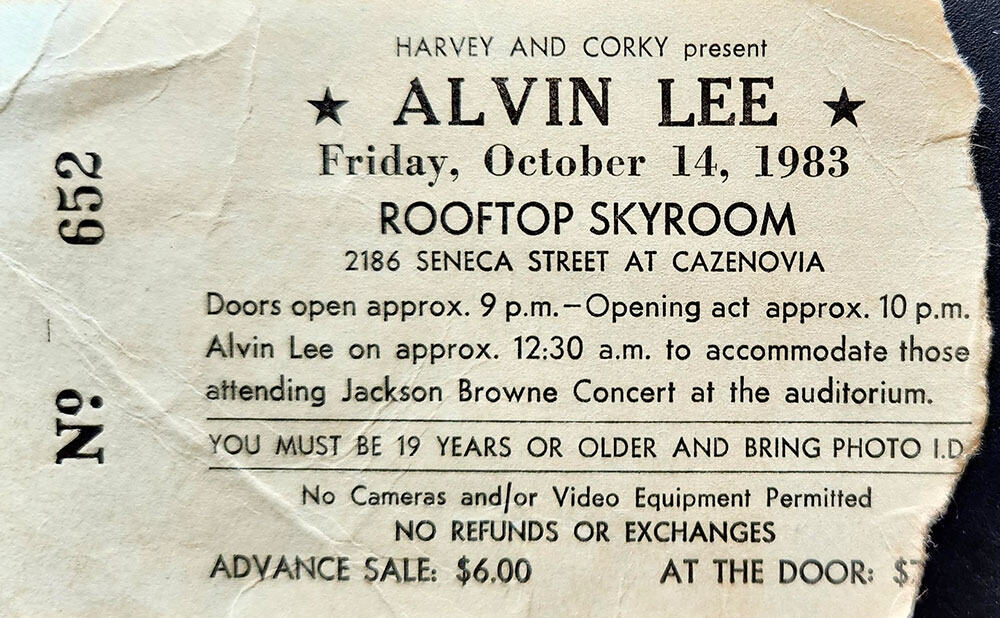 HARVEY AND CORKY present
★ ALVIN LEE ★
Friday, October 14, 1983
ROOFTOP SKYROOM
2186 SENECA STREET AT CAZENOVIA
Doors open approx. 9 p.m.–Opening act approx. 10 p.m.
Alvin Lee on approx. 12:30 a.m. to accommodate those
attending Jackson Browne Concert at the auditorium.
YOU MUST BE 19 YEARS OR OLDER AND BRING PHOTO I.D.
No Cameras and/or Video Equipment Permitted
NO REFUNDS OR EXCHANGES
ADVANCE SALE: $6.00 AT THE DOOR:
Nº. 652